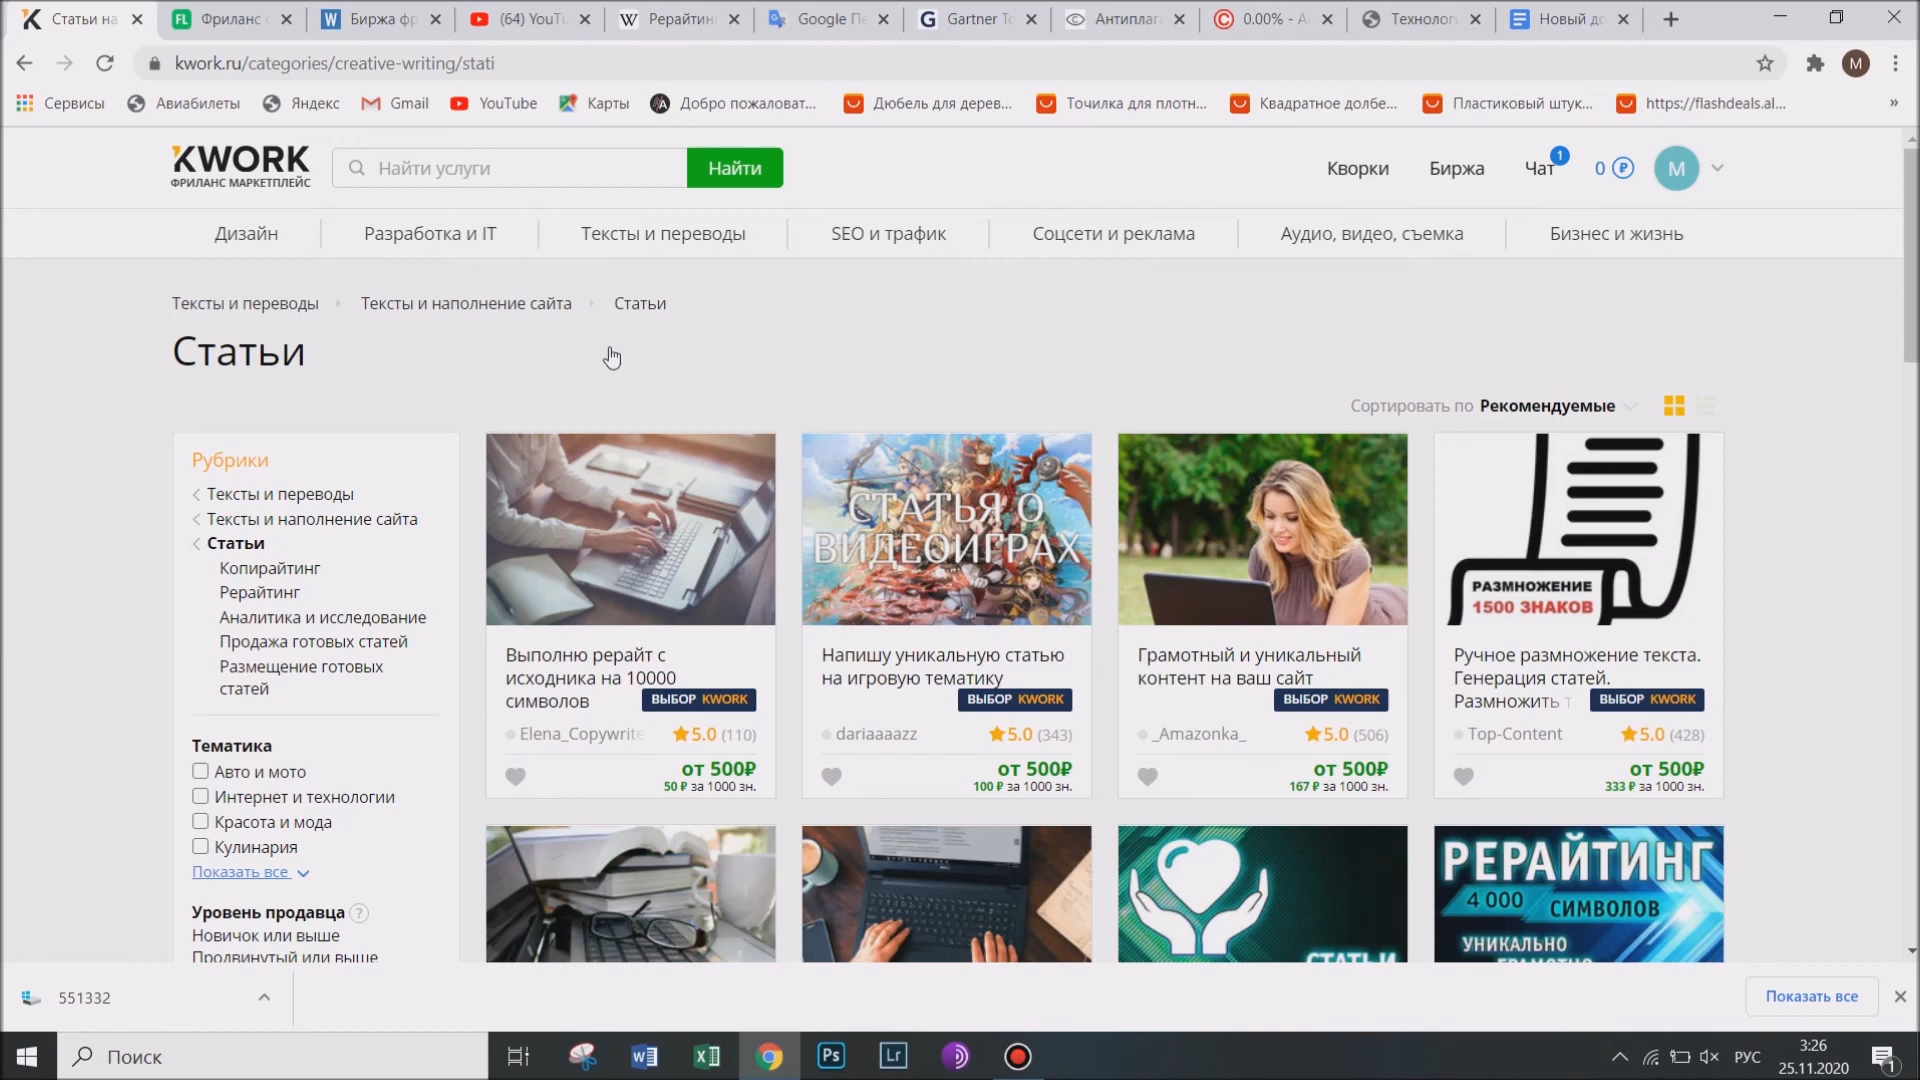 Статьи на
Фриланс
Биржа фр
(64) YouTu
Рерайтинг
Google П
Gartner To
Антиплаг
0.00% - А
Технолог
Новый до
kwork.ru/categories/creative-writing/stati
M
Сервисы
Авиабилеты
Яндекс
Gmail
YouTube
Карты
Добро пожаловат...
Дюбель для дерев...
Точилка для плотн...
Квадратное долбе...
Пластиковый штук...
https://flashdeals.al...
»
KWORK
ФРИЛАНС МАРКЕТПЛЕЙС
Найти услуги
Найти
Кворки
Биржа
Чат
1
0 ₽
M
Дизайн
Разработка и IT
Тексты и переводы
SEO и трафик
Соцсети и реклама
Аудио, видео, съемка
Бизнес и жизнь
Тексты и переводы
Тексты и наполнение сайта
Статьи
Статьи
Сортировать по Рекомендуемые
Рубрики
Тексты и переводы
Тексты и наполнение сайта
Статьи
Копирайтинг
Рерайтинг
Аналитика и исследование
Продажа готовых статей
Размещение готовых
статей
Тематика
Авто и мото
Интернет и технологии
Красота и мода
Кулинария
Показать все
Уровень продавца ?
Новичок или выше
Продвинутый или выше
Выполню рерайт с
исходника на 10000
символов
ВЫБОР KWORK
Elena_Copywrite
5.0 (110)
от 500₽
50 ₽ за 1000 зн.
СТАТЬЯ О
ВИДЕОИГРАХ
Напишу уникальную статью
на игровую тематику
ВЫБОР KWORK
dariaaaazz
5.0 (343)
от 500₽
100 ₽ за 1000 зн.
Грамотный и уникальный
контент на ваш сайт
ВЫБОР KWORK
_Amazonka_
5.0 (506)
от 500₽
167 ₽ за 1000 зн.
РАЗМНОЖЕНИЕ
1500 ЗНАКОВ
Ручное размножение текста.
Генерация статей.
Размножить т
ВЫБОР KWORK
Top-Content
5.0 (428)
от 500₽
333 ₽ за 1000 зн.
СТАТЬИ
РЕРАЙТИНГ
4 000 СИМВОЛОВ
УНИКАЛЬНО
ГРАМОТНО
551332
Показать все
Поиск
Ps
Lr
РУС
3:26
25.11.2020
1